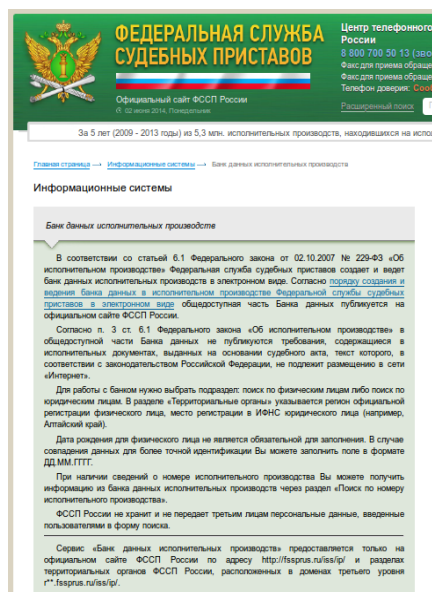 ФЕДЕРАЛЬНАЯ СЛУЖБА
СУДЕБНЫХ ПРИСТАВОВ
Официальный сайт ФССП России
02 июня 2014, Понедельник
Центр телефонного
России
8 800 700 50 13 (зво
Факс для приема обраще
Факс для приема обраще
Телефон доверия: Соо
Расширенный поиск
За 5 лет (2009 - 2013 годы) из 5,3 млн. исполнительных производств, находившихся на испо
Главная страница → Информационные системы → Банк данных исполнительных производств
Информационные системы
Банк данных исполнительных производств
В соответствии со статьей 6.1 Федерального закона от 02.10.2007 № 229-ФЗ «Об
исполнительном производстве» Федеральная служба судебных приставов создает и ведет
банк данных исполнительных производств в электронном виде. Согласно порядку создания и
ведения банка данных в исполнительном производстве Федеральной службы судебных
приставов в электронном виде общедоступная часть Банка данных публикуется на
официальном сайте ФССП России.
Согласно п. 3 ст. 6.1 Федерального закона «Об исполнительном производстве» в
общедоступной части Банка данных не публикуются требования, содержащиеся в
исполнительных документах, выданных на основании судебного акта, текст которого, в
соответствии с законодательством Российской Федерации, не подлежит размещению в сети
«Интернет».
Для работы с банком нужно выбрать подраздел: поиск по физическим лицам либо поиск по
юридическим лицам. В разделе «Территориальные органы» указывается регион официальной
регистрации физического лица, место регистрации в ИФНС юридического лица (например,
Алтайский край).
Дата рождения для физического лица не является обязательной для заполнения. В случае
совпадения данных для более точной идентификации Вы можете заполнить поле в формате
ДД.ММ.ГГГГ.
При наличии сведений о номере исполнительного производства Вы можете получить
информацию из банка данных исполнительных производств через раздел «Поиск по номеру
исполнительного производства».
ФССП России не хранит и не передает третьим лицам персональные данные, введенные
пользователями в форму поиска.
Сервис «Банк данных исполнительных производств» предоставляется только на
официальном сайте ФССП России по адресу http://fssprus.ru/iss/ip/ и разделах
территориальных органов ФССП России, расположенных в доменах третьего уровня
r**.fssprus.ru/iss/ip/.